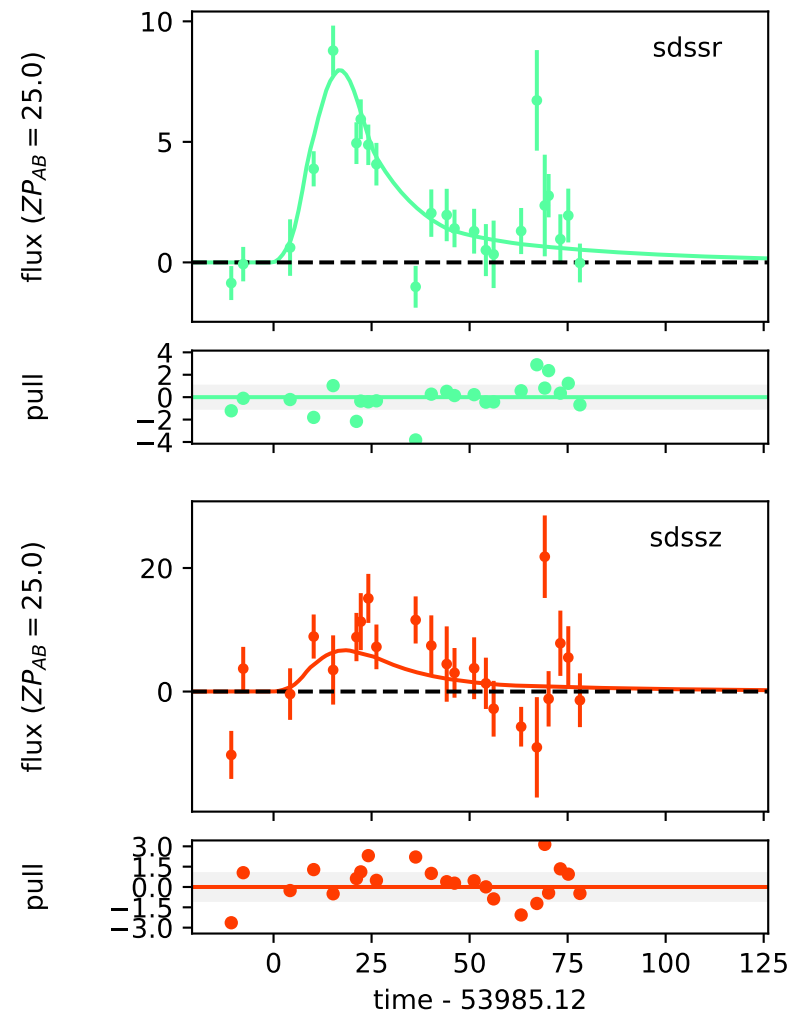 sdssr
flux (ZP_AB = 25.0)
10
5
0
pull
4
2
0
−2
−4
sdssz
flux (ZP_AB = 25.0)
20
0
pull
3.0
1.5
0.0
−1.5
−3.0
0 25 50 75 100 125
time - 53985.12